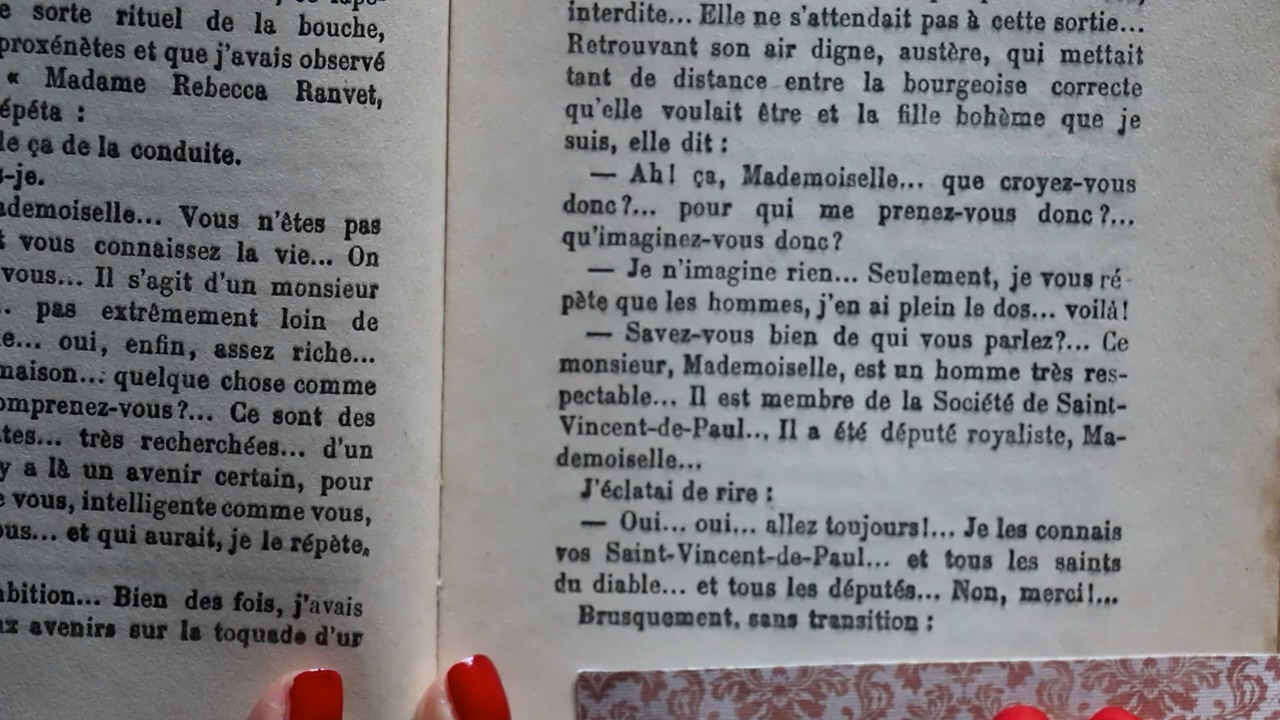 e sorte rituel de la bouche,
proxénètes et que j'avais observé
« Madame Rebecca Ranvet,
épéta :
le ça de la conduite.
s-je.
ademoiselle... Vous n'êtes pas
t vous connaissez la vie... On
vous... Il s'agit d'un monsieur
. pas extrêmement loin de
e... oui, enfin, assez riche...
maison... quelque chose comme
omprenez-vous?... Ce sont des
tes... très recherchées... d'un
y a là un avenir certain, pour
e vous, intelligente comme vous,
ous... et qui aurait, je le répète,
mbition... Bien des fois, j'avais
ux avenirs sur la toquade d'un
interdite... Elle ne s'attendait pas à cette sortie...
Retrouvant son air digne, austère, qui mettait
tant de distance entre la bourgeoise correcte
qu'elle voulait être et la fille bohème que je
suis, elle dit :
— Ah! ça, Mademoiselle... que croyez-vous
donc?... pour qui me prenez-vous donc?...
qu'imaginez-vous donc?
— Je n'imagine rien... Seulement, je vous ré-
pète que les hommes, j'en ai plein le dos... voilà!
— Savez-vous bien de qui vous parlez?... Ce
monsieur, Mademoiselle, est un homme très res-
pectable... Il est membre de la Société de Saint-
Vincent-de-Paul... Il a été député royaliste, Ma-
demoiselle...
J'éclatai de rire :
— Oui... oui... allez toujours!... Je les connais
vos Saint-Vincent-de-Paul... et tous les saints
du diable... et tous les députés... Non, merci!...
Brusquement, sans transition :